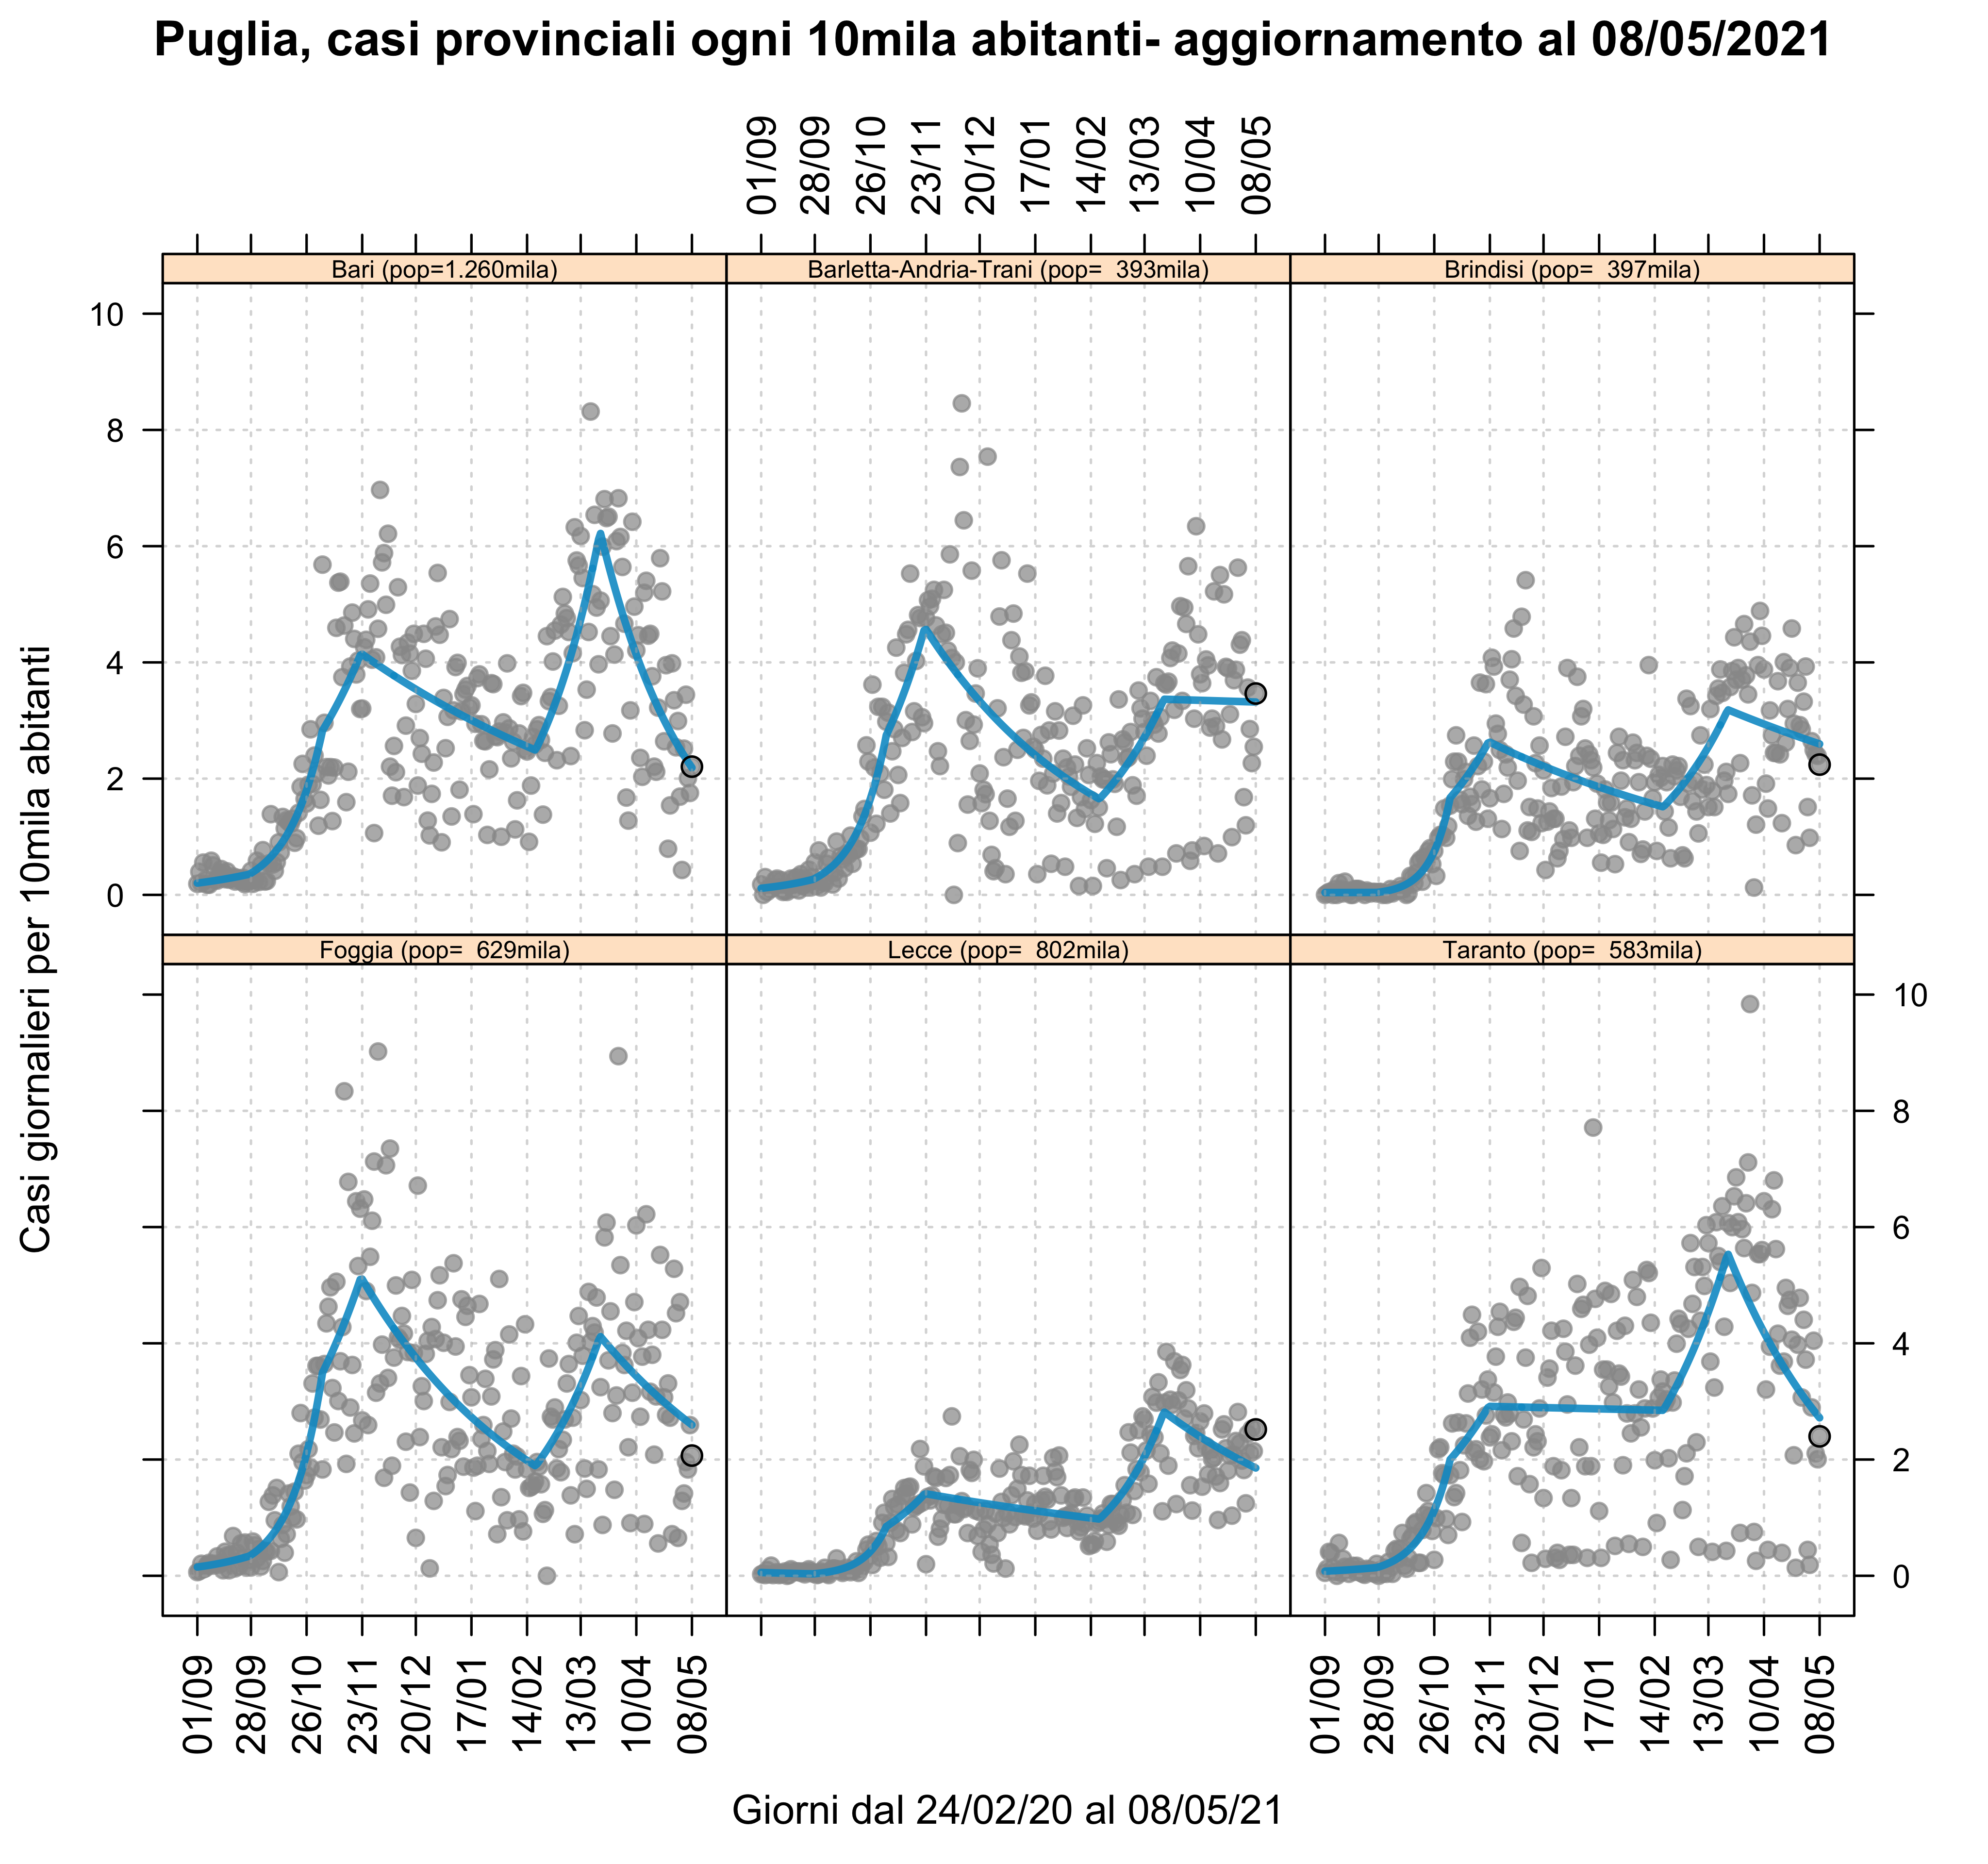 Puglia, casi provinciali ogni 10mila abitanti- aggiornamento al 08/05/2021
01/09 28/09 26/10 23/11 20/12 17/01 14/02 13/03 10/04 08/05
Bari (pop=1.260mila)
Barletta-Andria-Trani (pop=  393mila)
Brindisi (pop=  397mila)
10
8
6
4
2
0
Casi giornalieri per 10mila abitanti
Foggia (pop=  629mila)
Lecce (pop=  802mila)
Taranto (pop=  583mila)
10
8
6
4
2
0
01/09 28/09 26/10 23/11 20/12 17/01 14/02 13/03 10/04 08/05
01/09 28/09 26/10 23/11 20/12 17/01 14/02 13/03 10/04 08/05
Giorni dal 24/02/20 al 08/05/21